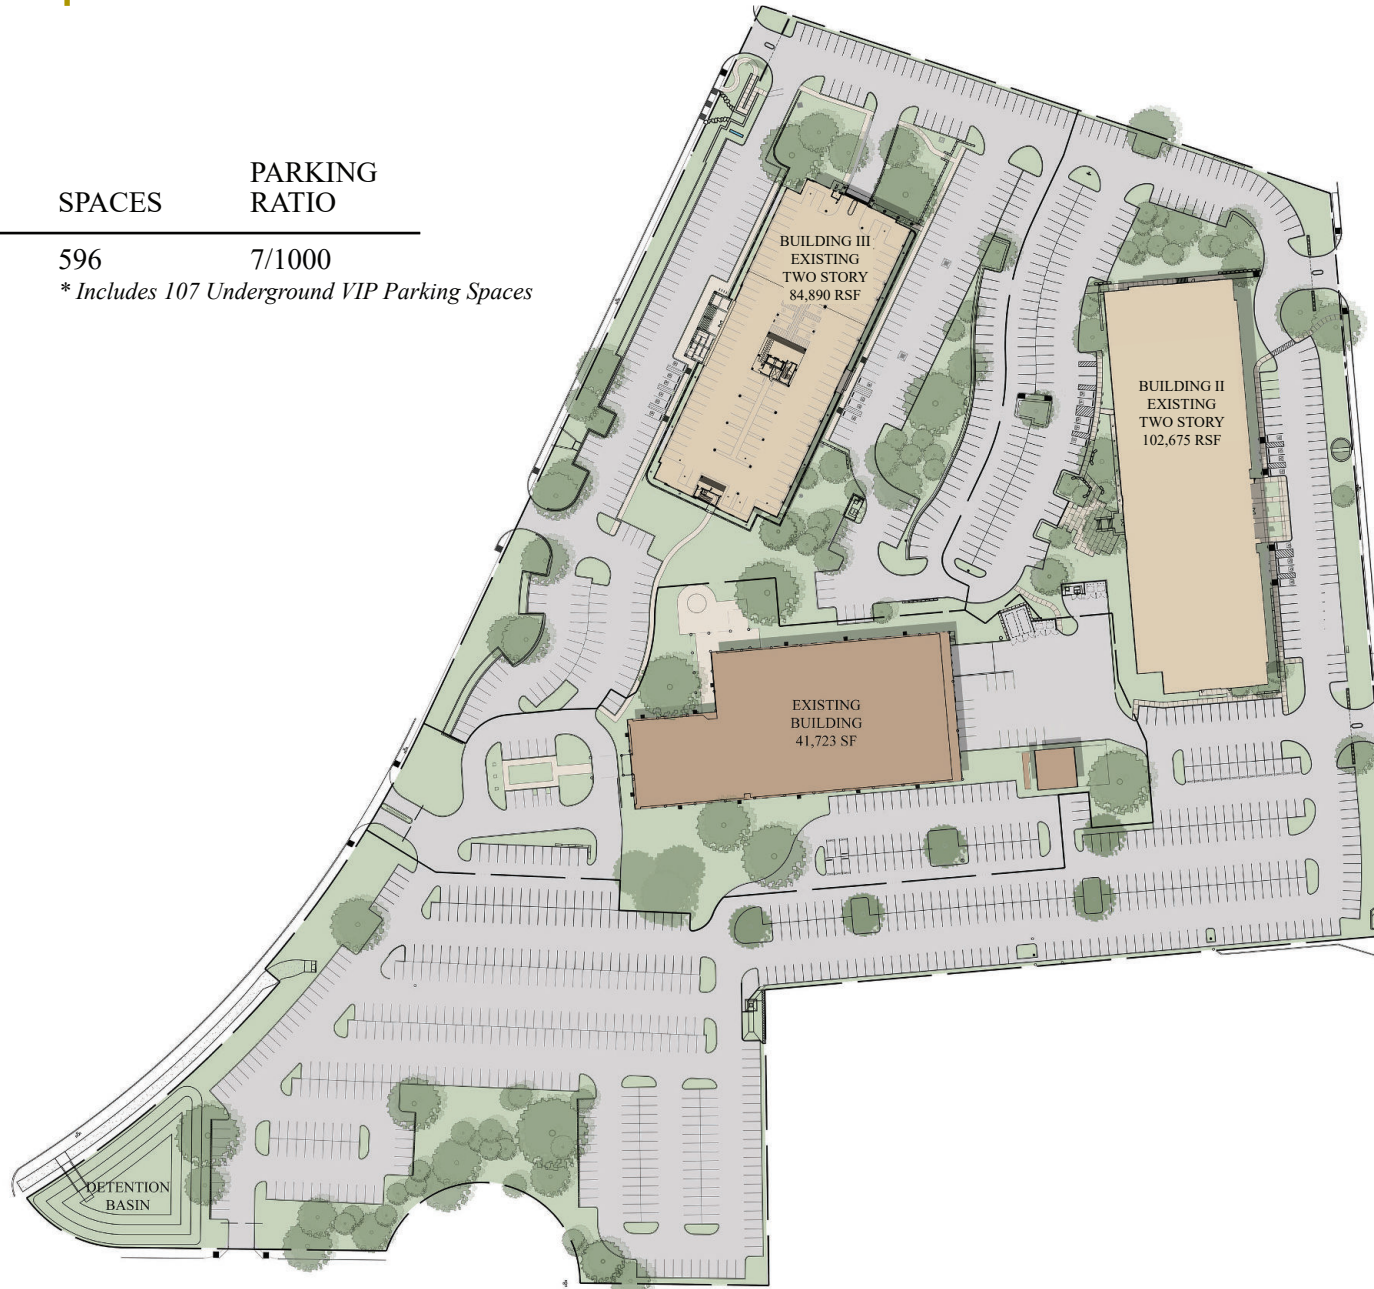 SPACES
PARKING
RATIO
596
7/1000
* Includes 107 Underground VIP Parking Spaces
BUILDING III
EXISTING
TWO STORY
84,890 RSF
BUILDING II
EXISTING
TWO STORY
102,675 RSF
EXISTING
BUILDING
41,723 SF
DETENTION
BASIN